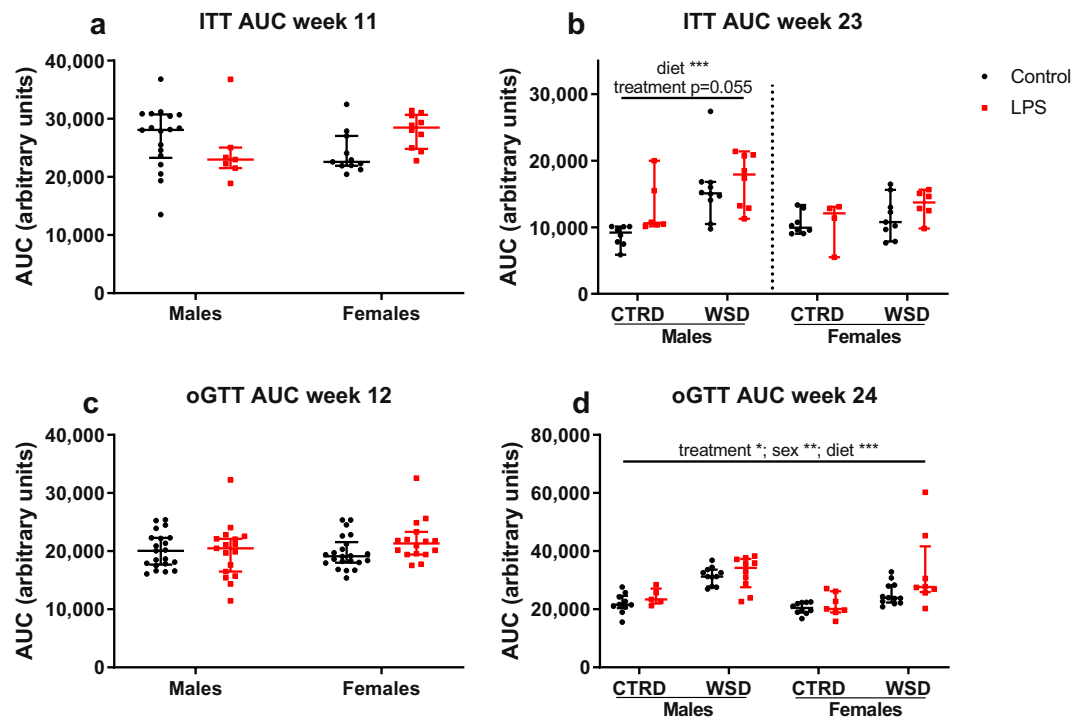 a
ITT AUC week 11
AUC (arbitrary units)
40,000
30,000
20,000
10,000
0
Males
Females
b
ITT AUC week 23
AUC (arbitrary units)
30,000
20,000
10,000
0
diet ***
treatment p=0.055
CTRD
WSD
CTRD
WSD
Males
Females
Control
LPS
c
oGTT AUC week 12
AUC (arbitrary units)
40,000
30,000
20,000
10,000
0
Males
Females
d
oGTT AUC week 24
AUC (arbitrary units)
80,000
60,000
40,000
20,000
0
treatment *; sex **; diet ***
CTRD
WSD
CTRD
WSD
Males
Females